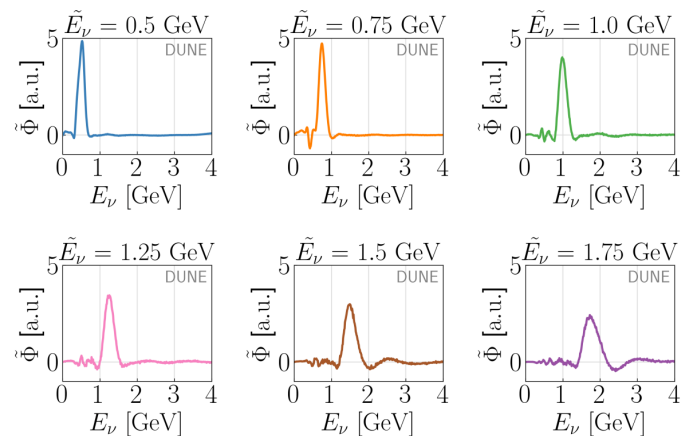 Ẽν = 0.5 GeV
5
DUNE
Φ̃ [a.u.]
0
0 1 2 3 4
Eν [GeV]
Ẽν = 0.75 GeV
5
DUNE
Φ̃ [a.u.]
0
0 1 2 3 4
Eν [GeV]
Ẽν = 1.0 GeV
5
DUNE
Φ̃ [a.u.]
0
0 1 2 3 4
Eν [GeV]
Ẽν = 1.25 GeV
5
DUNE
Φ̃ [a.u.]
0
0 1 2 3 4
Eν [GeV]
Ẽν = 1.5 GeV
5
DUNE
Φ̃ [a.u.]
0
0 1 2 3 4
Eν [GeV]
Ẽν = 1.75 GeV
5
DUNE
Φ̃ [a.u.]
0
0 1 2 3 4
Eν [GeV]